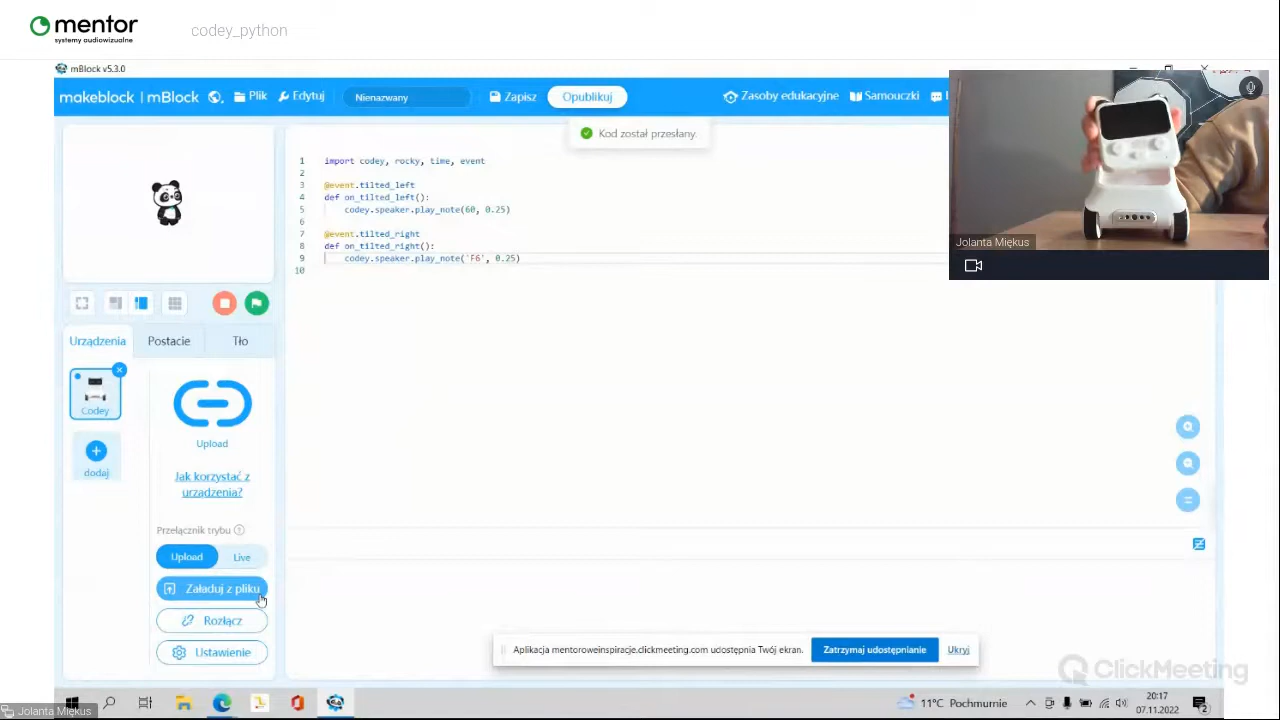 mentor
systemy audiowizualne
codey_python
mBlock v5.3.0
makeblock | mBlock
Plik
Edytuj
Nienazwany
Zapisz
Opublikuj
Zasoby edukacyjne
Samouczki
Kod został przesłany.
1 import codey, rocky, time, event
2
3 @event.tilted_left
4 def on_tilted_left():
5 codey.speaker.play_note(60, 0.25)
6
7 @event.tilted_right
8 def on_tilted_right():
9 codey.speaker.play_note('F6', 0.25)
10
Jolanta Miękus
Urządzenia
Postacie
Tło
Codey
dodaj
Upload
Jak korzystać z
urządzenia?
Przełącznik trybu
Upload
Live
Załaduj z pliku
Rozłącz
Ustawienie
Aplikacja mentoroweinspiracje.clickmeeting.com udostępnia Twój ekran.
Zatrzymaj udostępnianie
Ukryj
ClickMeeting
Jolanta Miękus
11°C Pochmurnie
20:17
07.11.2022
2